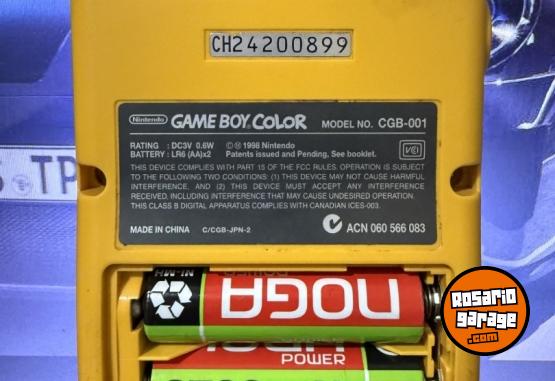 CH24200899
Nintendo GAME BOY COLOR MODEL NO. CGB-001
RATING : DC3V 0.6W © 1998 Nintendo
BATTERY : LR6 (AA)x2 Patents issued and Pending, See booklet.
VCI
THIS DEVICE COMPLIES WITH PART 15 OF THE FCC RULES. OPERATION IS SUBJECT
TO THE FOLLOWING TWO CONDITIONS: (1) THIS DEVICE MAY NOT CAUSE HARMFUL
INTERFERENCE, AND (2) THIS DEVICE MUST ACCEPT ANY INTERFERENCE
RECEIVED, INCLUDING INTERFERENCE THAT MAY CAUSE UNDESIRED OPERATION.
THIS CLASS B DIGITAL APPARATUS COMPLIES WITH CANADIAN ICES-003.
MADE IN CHINA C/CGB-JPN-2 ACN 060 566 083
TP
NI-MH
NOGA
POWER
ROSARIO
garage
.com